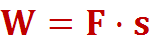 W = F · s